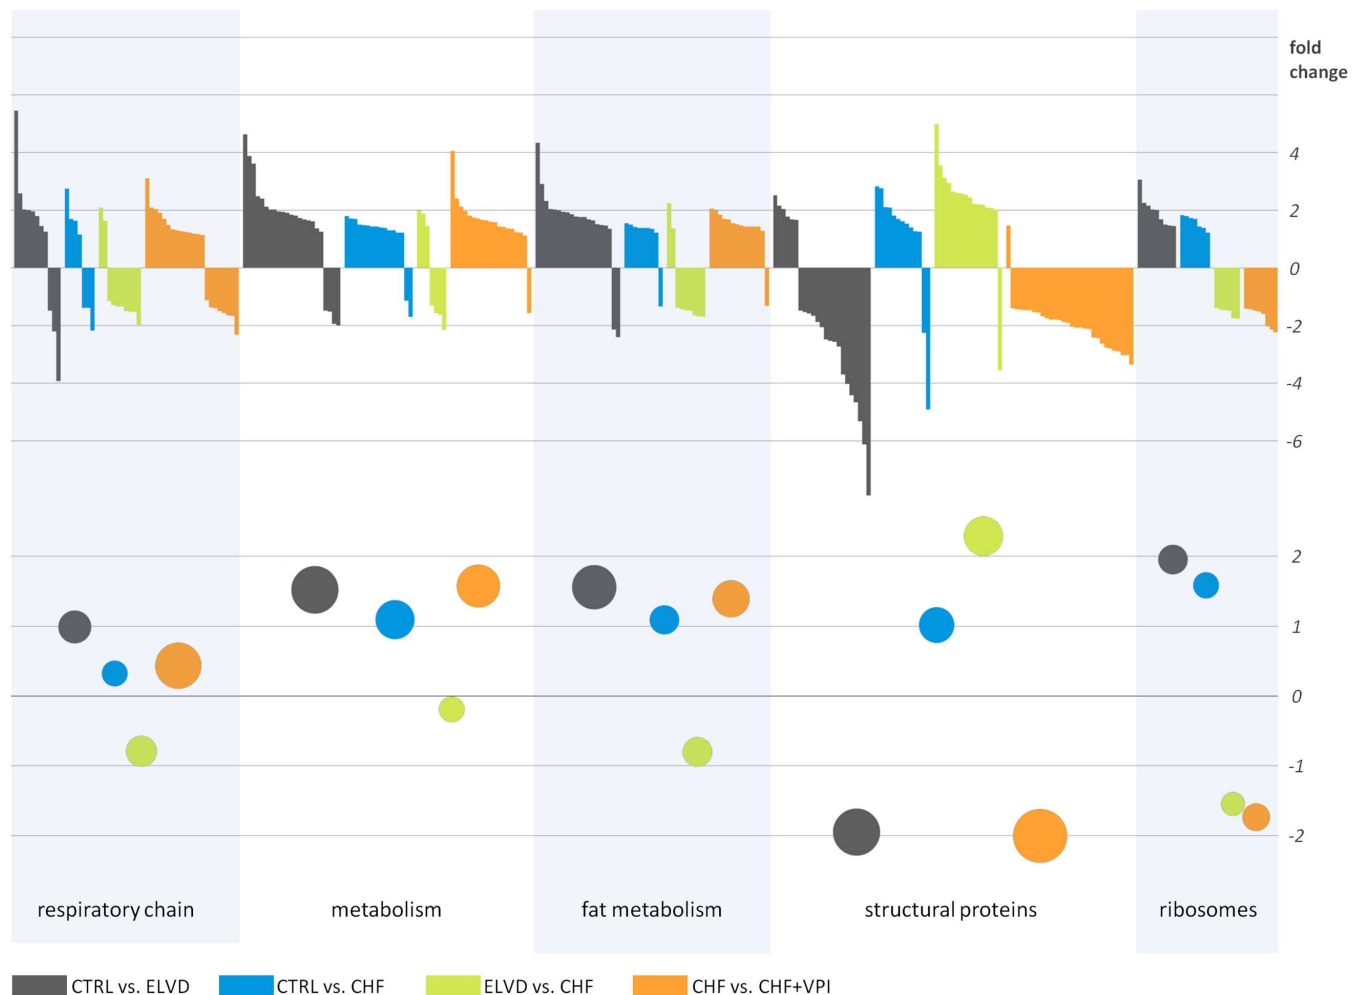 fold
change
4
2
0
-2
-4
-6
2
1
0
-1
-2
respiratory chain
metabolism
fat metabolism
structural proteins
ribosomes
CTRL vs. ELVD
CTRL vs. CHF
ELVD vs. CHF
CHF vs. CHF+VPI